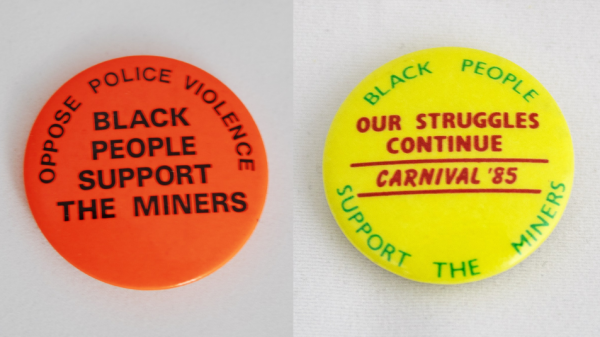 OPPOSE POLICE VIOLENCE
BLACK
PEOPLE
SUPPORT
THE MINERS
BLACK PEOPLE
OUR STRUGGLES
CONTINUE
CARNIVAL '85
SUPPORT THE MINERS